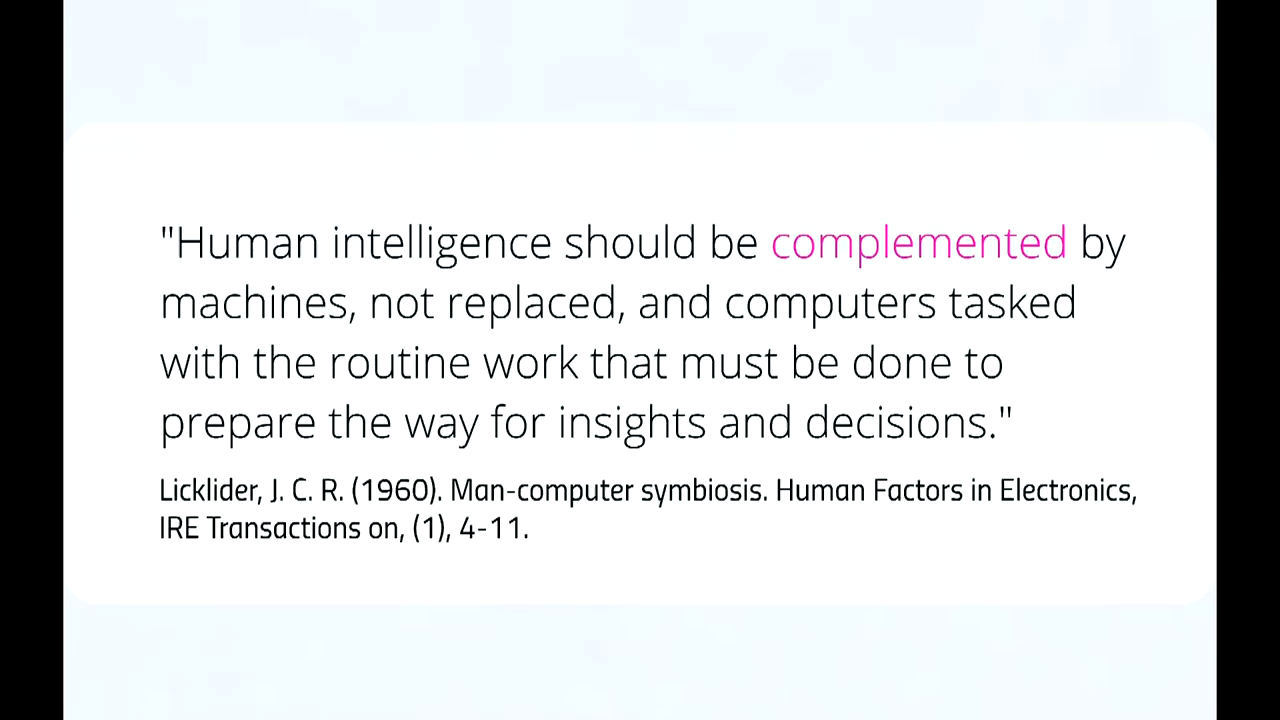 "Human intelligence should be complemented by
machines, not replaced, and computers tasked
with the routine work that must be done to
prepare the way for insights and decisions."
Licklider, J. C. R. (1960). Man-computer symbiosis. Human Factors in Electronics,
IRE Transactions on, (1), 4-11.